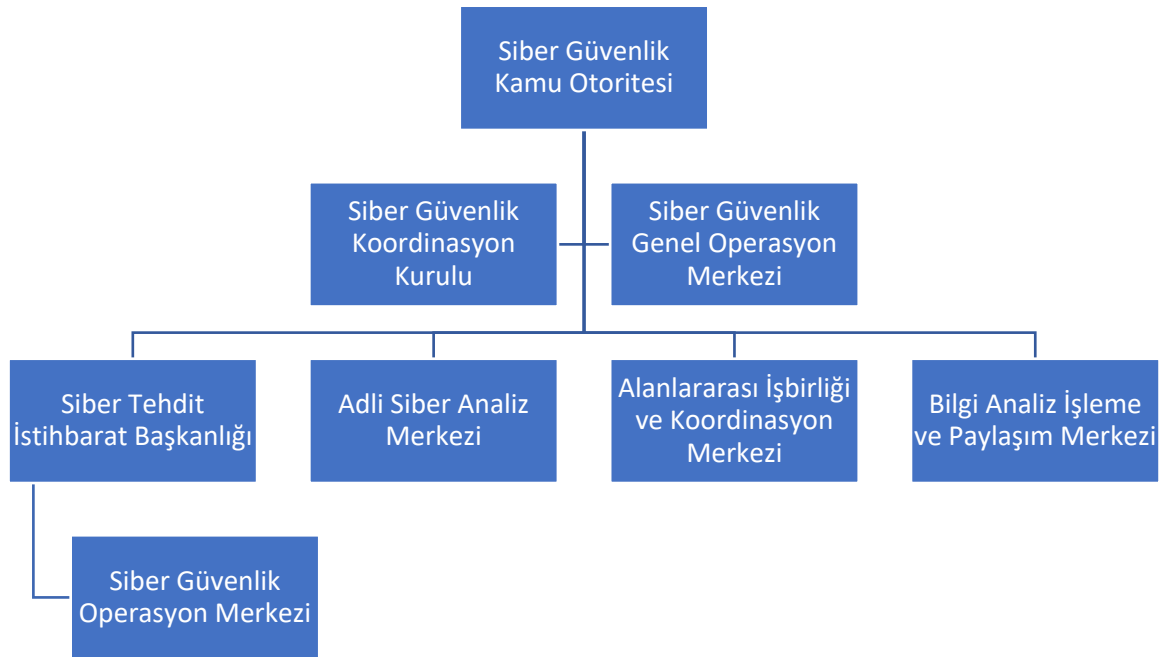 Siber Güvenlik
Kamu Otoritesi
Siber Güvenlik
Koordinasyon
Kurulu
Siber Güvenlik
Genel Operasyon
Merkezi
Siber Tehdit
İstihbarat Başkanlığı
Adli Siber Analiz
Merkezi
Alanlararası İşbirliği
ve Koordinasyon
Merkezi
Bilgi Analiz İşleme
ve Paylaşım Merkezi
Siber Güvenlik
Operasyon Merkezi